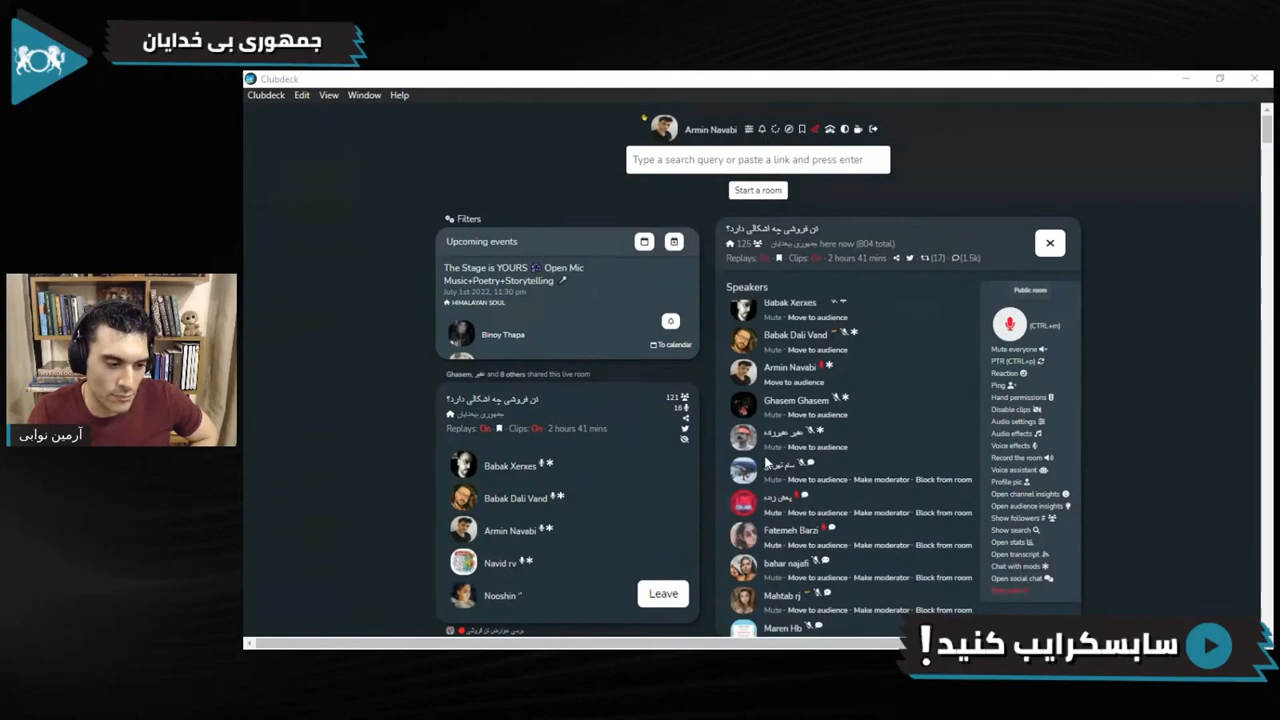 جمهوری بی خدایان
Clubdeck
Clubdeck Edit View Window Help
Armin Navabi
Type a search query or paste a link and press enter
Start a room
Filters
Upcoming events
The Stage is YOURS Open Mic
Music+Poetry+Storytelling
July 1st 2022, 11:30 pm
HIMALAYAN SOUL
Binoy Thapa
To calendar
Ghasem, عقیر and 8 others shared this live room
تن فروشی چه اشکالی دارد؟
121
16
جمهوری بیخدایان
Replays: On Clips: On 2 hours 41 mins
Babak Xerxes
Babak Dali Vand
Armin Navabi
Navid rv
Nooshin
Leave
بررسی عوارض تن فروشی
تن فروشی چه اشکالی دارد؟
125 جمهوری بیخدایان here now (804 total)
Replays: On Clips: On 2 hours 41 mins (17) (1.5k)
Speakers
Babak Xerxes
Mute · Move to audience
Babak Dali Vand
Mute · Move to audience
Armin Navabi
Move to audience
Ghasem Ghasem
Mute · Move to audience
Mute · Move to audience
سام
Mute · Move to audience · Make moderator · Block from room
Mute · Move to audience · Make moderator · Block from room
Fatemeh Barzi
Mute · Move to audience · Make moderator · Block from room
bahar najafi
Mute · Move to audience · Make moderator · Block from room
Mahtab rj
Mute · Move to audience · Make moderator · Block from room
Maren Hb
Public room
(CTRL+m)
Mute everyone
PTR (CTRL+p)
Reaction
Ping
Hand permissions
Disable clips
Audio settings
Audio effects
Voice effects
Record the room
Voice assistant
Profile pic
Open channel insights
Open audience insights
Show followers #
Show search
Open stats
Open transcript
Chat with mods
Open social chat
آرمین نوابی
سابسکرایب کنید!